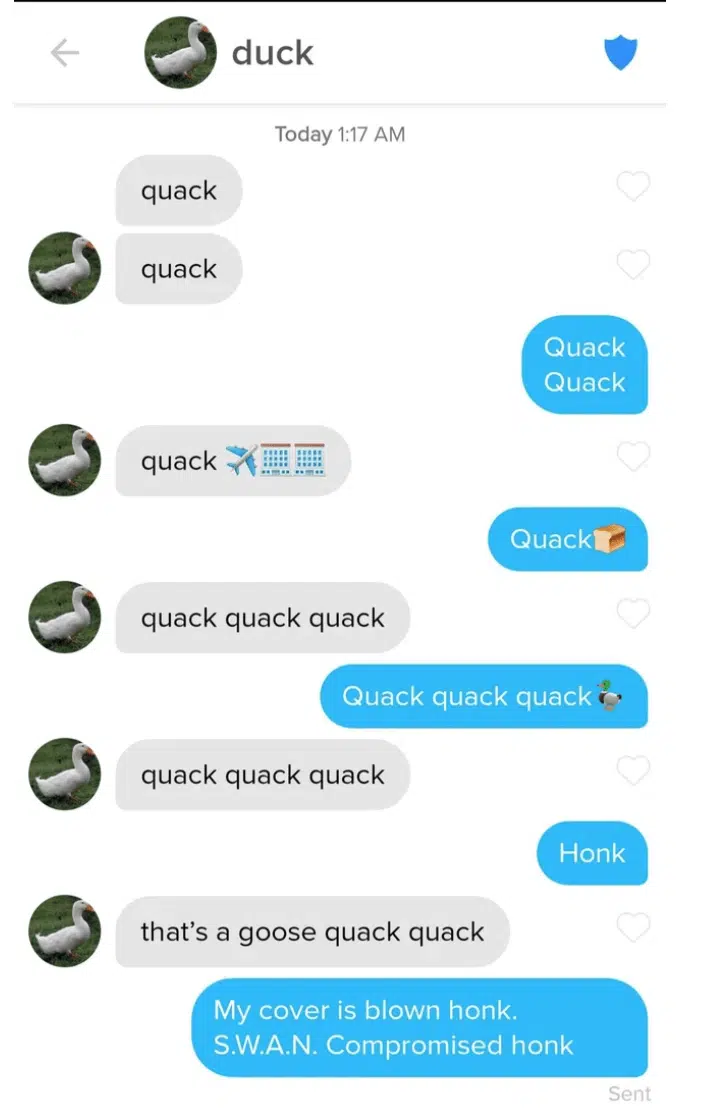 duck
Today 1:17 AM
quack
quack
Quack
Quack
quack ✈️🏢🏢
Quack🍞
quack quack quack
Quack quack quack🦆
quack quack quack
Honk
that’s a goose quack quack
My cover is blown honk.
S.W.A.N. Compromised honk
Sent